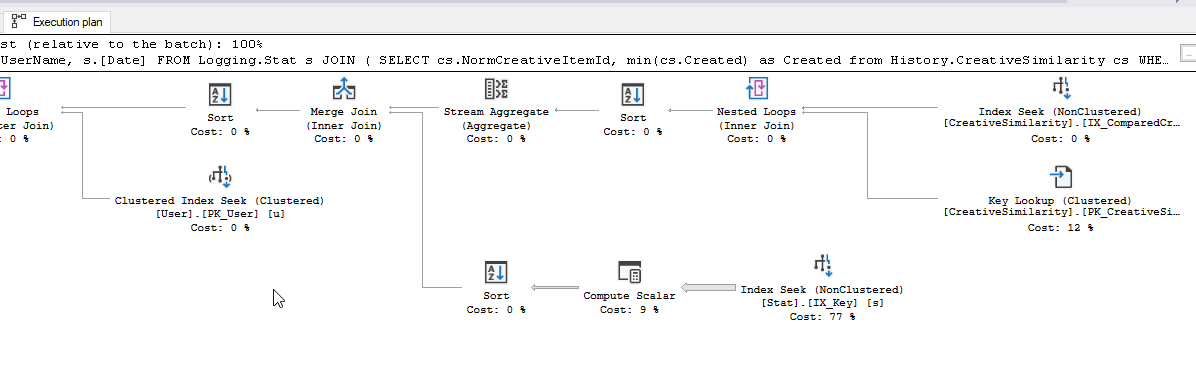 Execution plan
st (relative to the batch): 100%
UserName, s.[Date] FROM Logging.Stat s JOIN ( SELECT cs.NormCreativeItemId, min(cs.Created) as Created from History.CreativeSimilarity cs WHE…
Loops
ter Join)
0 %
Sort
Cost: 0 %
Merge Join
(Inner Join)
Cost: 0 %
Stream Aggregate
(Aggregate)
Cost: 0 %
Sort
Cost: 0 %
Nested Loops
(Inner Join)
Cost: 0 %
Index Seek (NonClustered)
[CreativeSimilarity].[IX_ComparedCr…
Cost: 0 %
Clustered Index Seek (Clustered)
[User].[PK_User] [u]
Cost: 0 %
Key Lookup (Clustered)
[CreativeSimilarity].[PK_CreativeSi…
Cost: 12 %
Sort
Cost: 0 %
Compute Scalar
Cost: 9 %
Index Seek (NonClustered)
[Stat].[IX_Key] [s]
Cost: 77 %